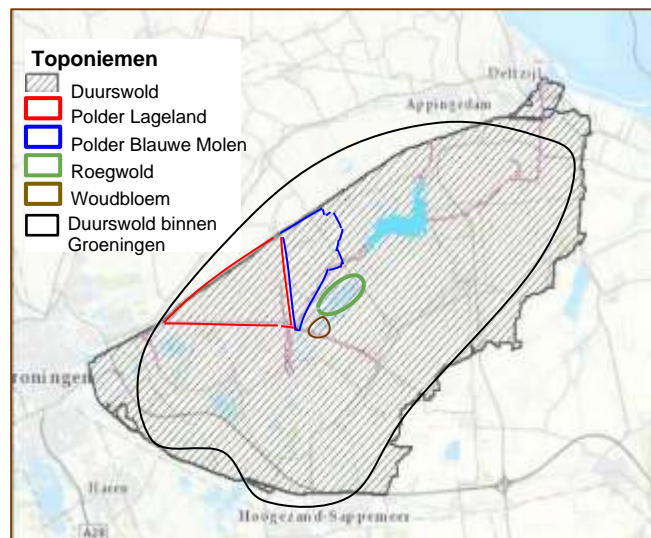 Toponiemen
Duurswold
Polder Lageland
Polder Blauwe Molen
Roegwold
Woudbloem
Duurswold binnen
Groeningen
Delfzijl
Appingedam
roningen
Haren
Hoogezand-Sappemeer
A28